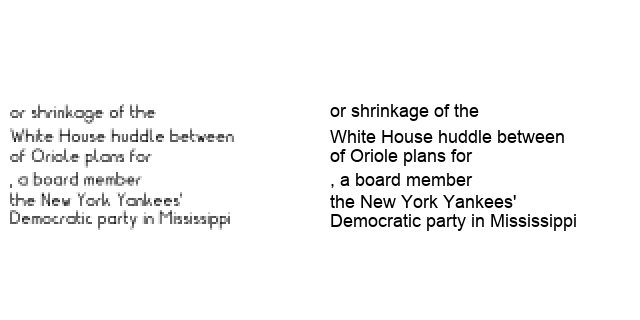 or shrinkage of the
White House huddle between
of Oriole plans for
, a board member
the New York Yankees'
Democratic party in Mississippi
or shrinkage of the
White House huddle between
of Oriole plans for
, a board member
the New York Yankees'
Democratic party in Mississippi